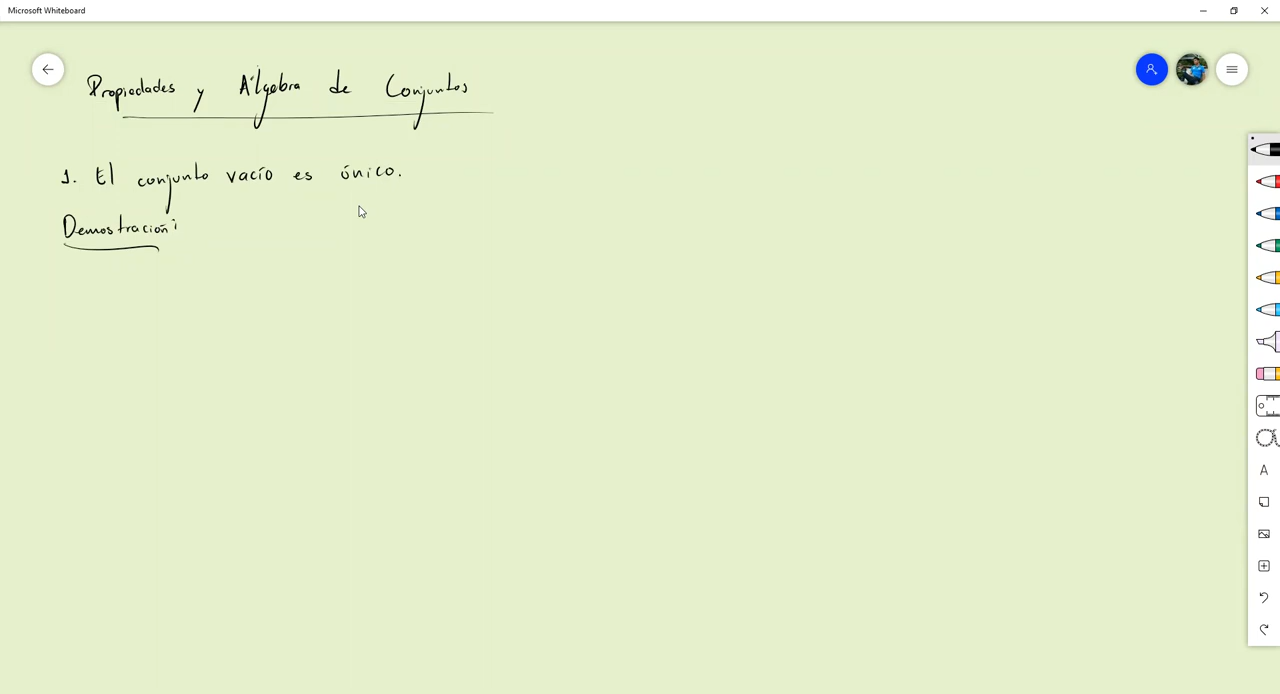 Microsoft Whiteboard
Propiedades y Álgebra de Conjuntos
1. El conjunto vacío es único.
Demostración:
A